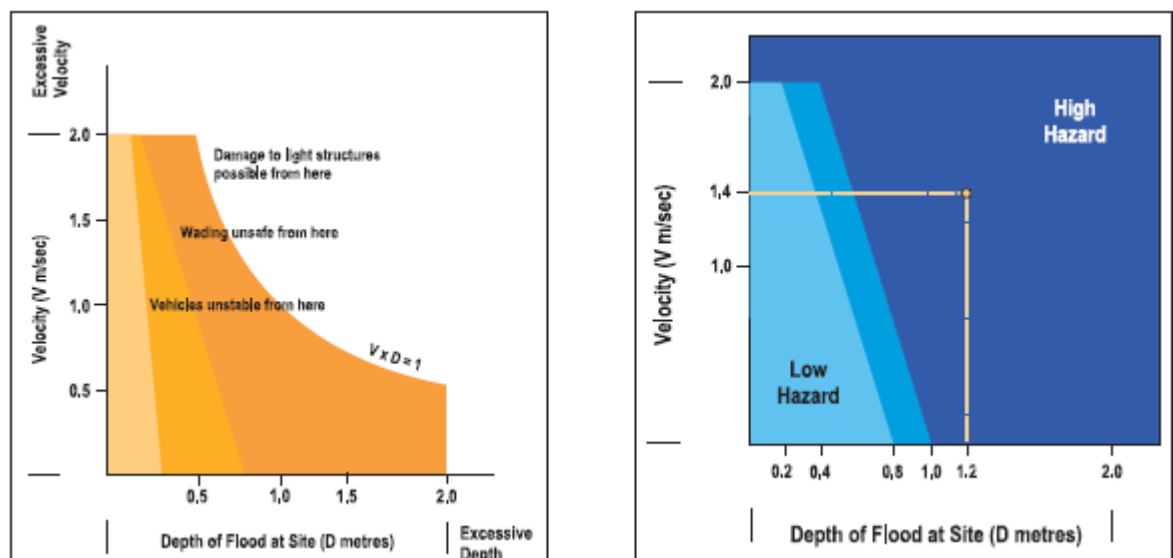 Excessive
Velocity
2.0
1.5
1.0
0.5
Velocity (V m/sec)
Damage to light structures
possible from here
Wading unsafe from here
Vehicles unstable from here
V x D = 1
0.5
1.0
1.5
2.0
Depth of Flood at Site (D metres)
Excessive
Depth
2.0
1.4
1.0
Velocity (V m/sec)
High
Hazard
Low
Hazard
0.2
0.4
0.8
1.0
1.2
2.0
Depth of Flood at Site (D metres)